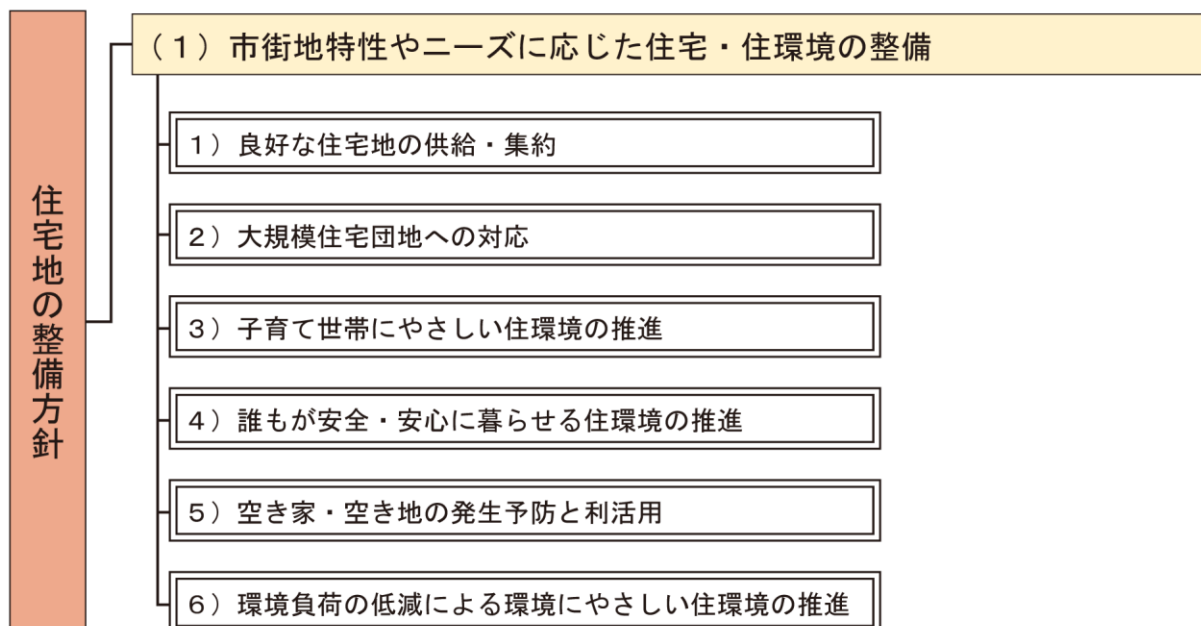 住宅地の整備方針
（１）市街地特性やニーズに応じた住宅・住環境の整備
１）良好な住宅地の供給・集約
２）大規模住宅団地への対応
３）子育て世帯にやさしい住環境の推進
４）誰もが安全・安心に暮らせる住環境の推進
５）空き家・空き地の発生予防と利活用
６）環境負荷の低減による環境にやさしい住環境の推進